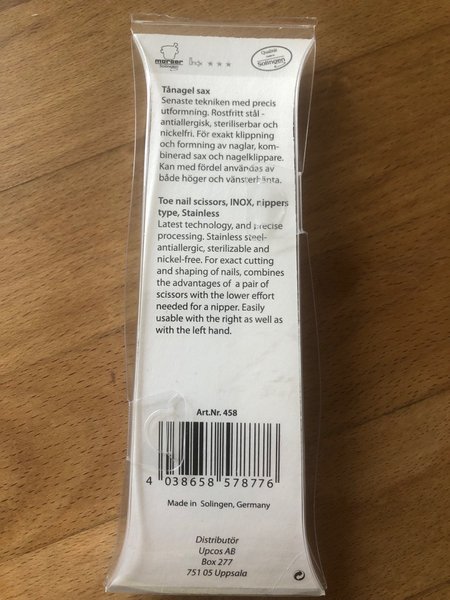 morser
Solingen
Qualität
Solingen
Tånagel sax
Senaste tekniken med precis
utformning. Rostfritt stål -
antiallergisk, steriliserbar och
nickelfri. För exakt klippning
och formning av naglar, kom-
binerad sax och nagelklippare.
Kan med fördel användas av
både höger och vänsterhänta.
Toe nail scissors, INOX, nippers
type, Stainless
Latest technology, and precise
processing. Stainless steel-
antiallergic, sterilizable and
nickel-free. For exact cutting
and shaping of nails, combines
the advantages of a pair of
scissors with the lower effort
needed for a nipper. Easily
usable with the right as well as
with the left hand.
Art.Nr. 458
4 038658 578776
Made in Solingen, Germany
Distributör
Upcos AB
Box 277
751 05 Uppsala